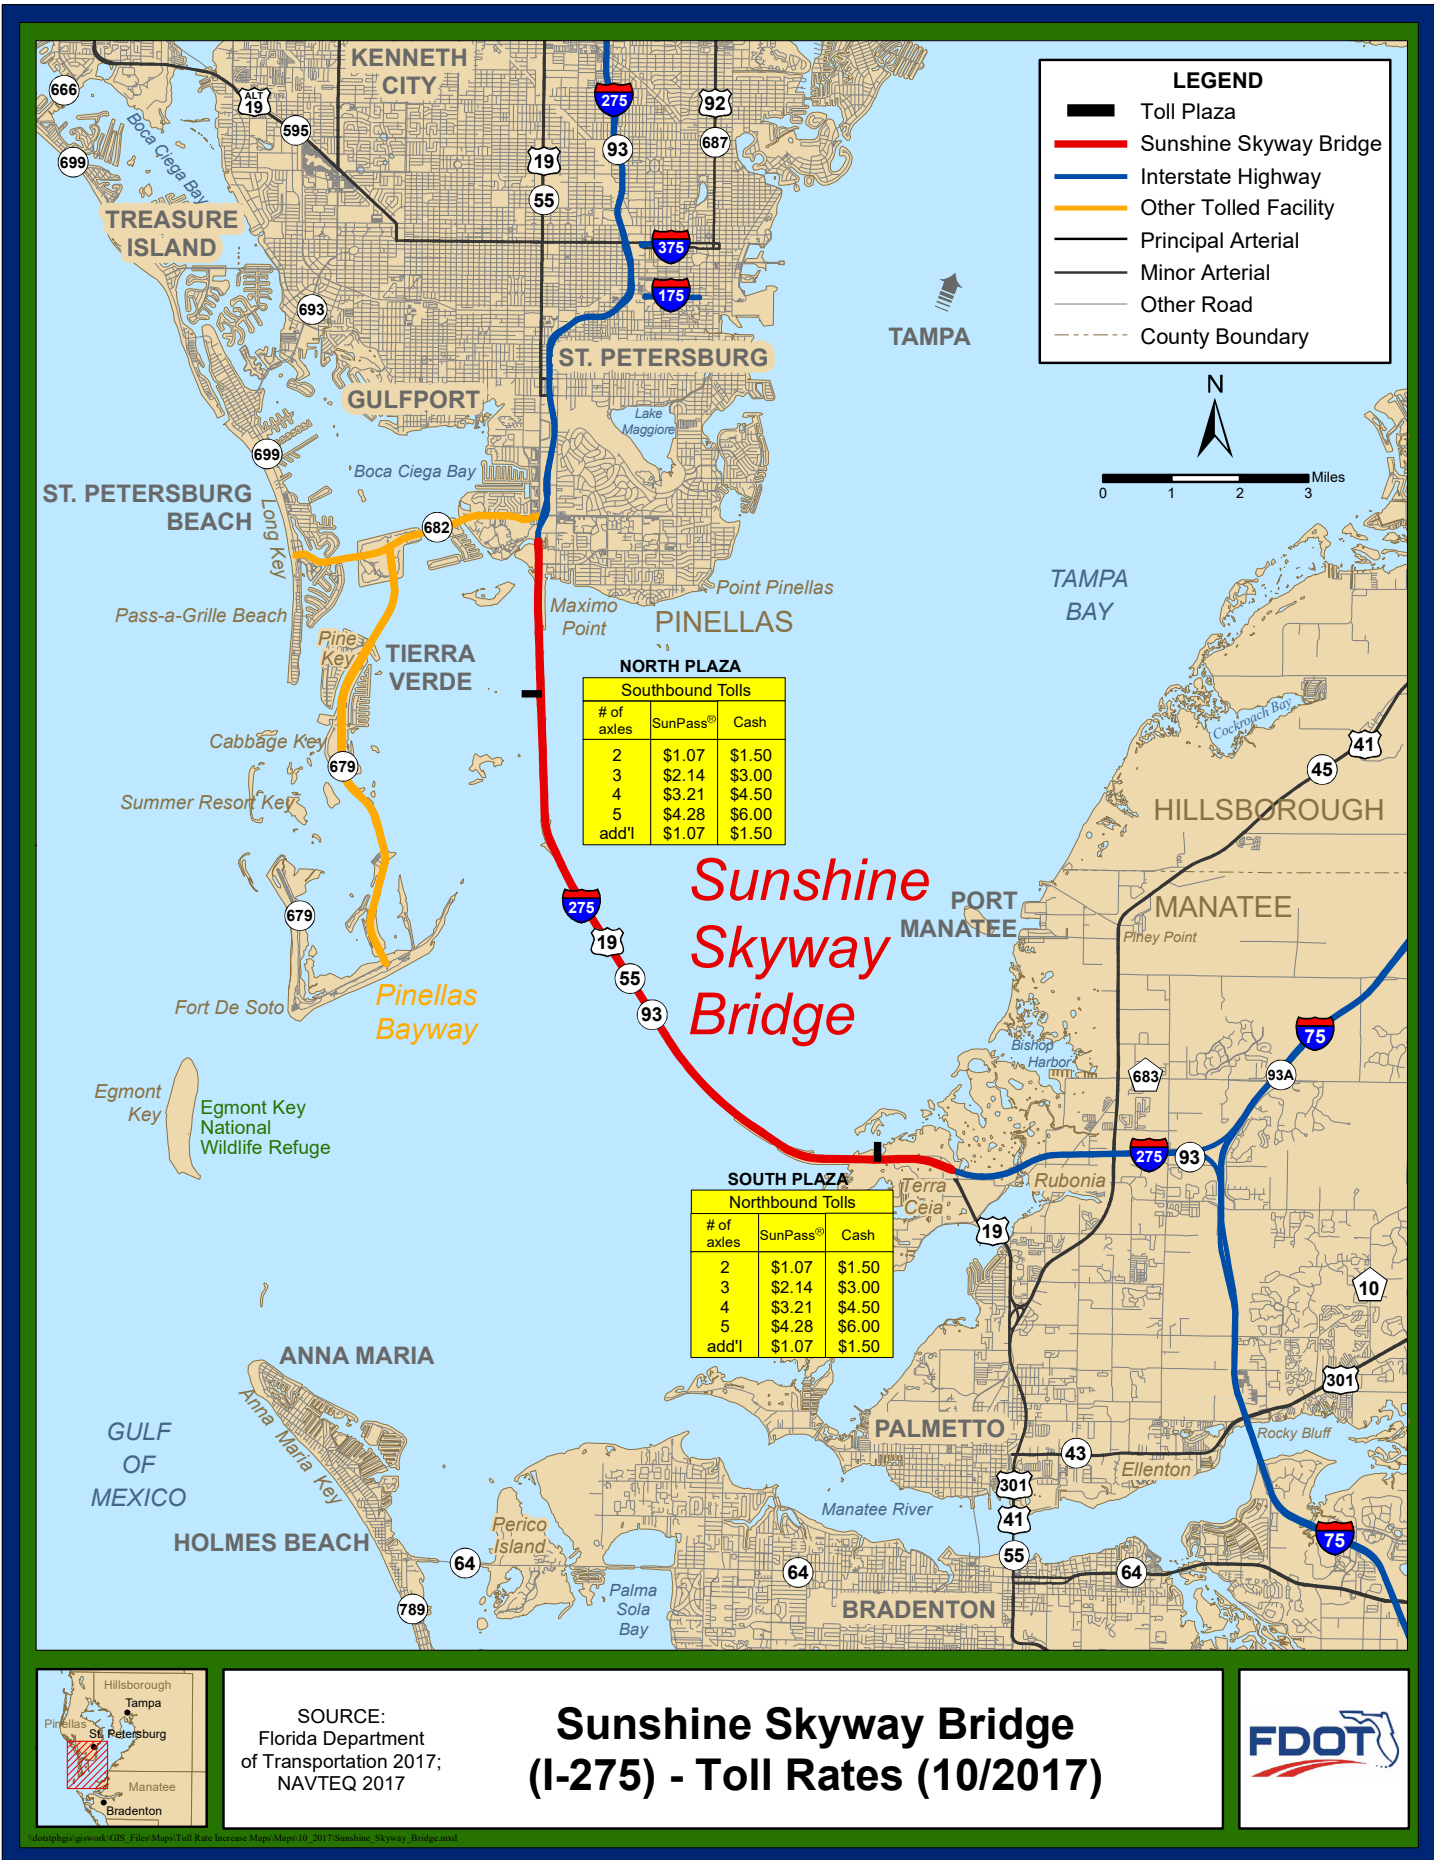 KENNETH
CITY
666
ALT
19
595
699
Boca Ciega Bay
275
93
92
687
19
55
TREASURE
ISLAND
375
175
693
ST. PETERSBURG
GULFPORT
Lake
Maggiore
TAMPA
LEGEND
Toll Plaza
Sunshine Skyway Bridge
Interstate Highway
Other Tolled Facility
Principal Arterial
Minor Arterial
Other Road
County Boundary
N
Miles
0 1 2 3
699
Boca Ciega Bay
ST. PETERSBURG
BEACH
Long Key
682
Pass-a-Grille Beach
Pine
Key
TIERRA
VERDE
Maximo
Point
Point Pinellas
PINELLAS
TAMPA
BAY
NORTH PLAZA
Southbound Tolls
# of
axles SunPass® Cash
2 $1.07 $1.50
3 $2.14 $3.00
4 $3.21 $4.50
5 $4.28 $6.00
add'l $1.07 $1.50
Cabbage Key
679
Summer Resort Key
Cockroach Bay
41
45
HILLSBOROUGH
MANATEE
Piney Point
PORT
MANATEE
275
19
55
93
Sunshine
Skyway
Bridge
679
Fort De Soto
Pinellas
Bayway
Egmont
Key
Egmont Key
National
Wildlife Refuge
Bishop
Harbor
683
75
93A
275
93
SOUTH PLAZA
Northbound Tolls
# of
axles SunPass® Cash
2 $1.07 $1.50
3 $2.14 $3.00
4 $3.21 $4.50
5 $4.28 $6.00
add'l $1.07 $1.50
Terra
Ceia
Rubonia
19
10
301
ANNA MARIA
Anna Maria Key
GULF
OF
MEXICO
HOLMES BEACH
PALMETTO
43
Ellenton
Rocky Bluff
301
41
55
Manatee River
Perico
Island
64
789
Palma
Sola
Bay
64
BRADENTON
64
75
Hillsborough
Tampa
Pinellas
St. Petersburg
Manatee
Bradenton
SOURCE:
Florida Department
of Transportation 2017;
NAVTEQ 2017
Sunshine Skyway Bridge
(I-275) - Toll Rates (10/2017)
FDOT
\\dotstphgis\giswork\GIS_Files\Maps\Toll Rate Increase Maps\Maps\10_2017\Sunshine_Skyway_Bridge.mxd